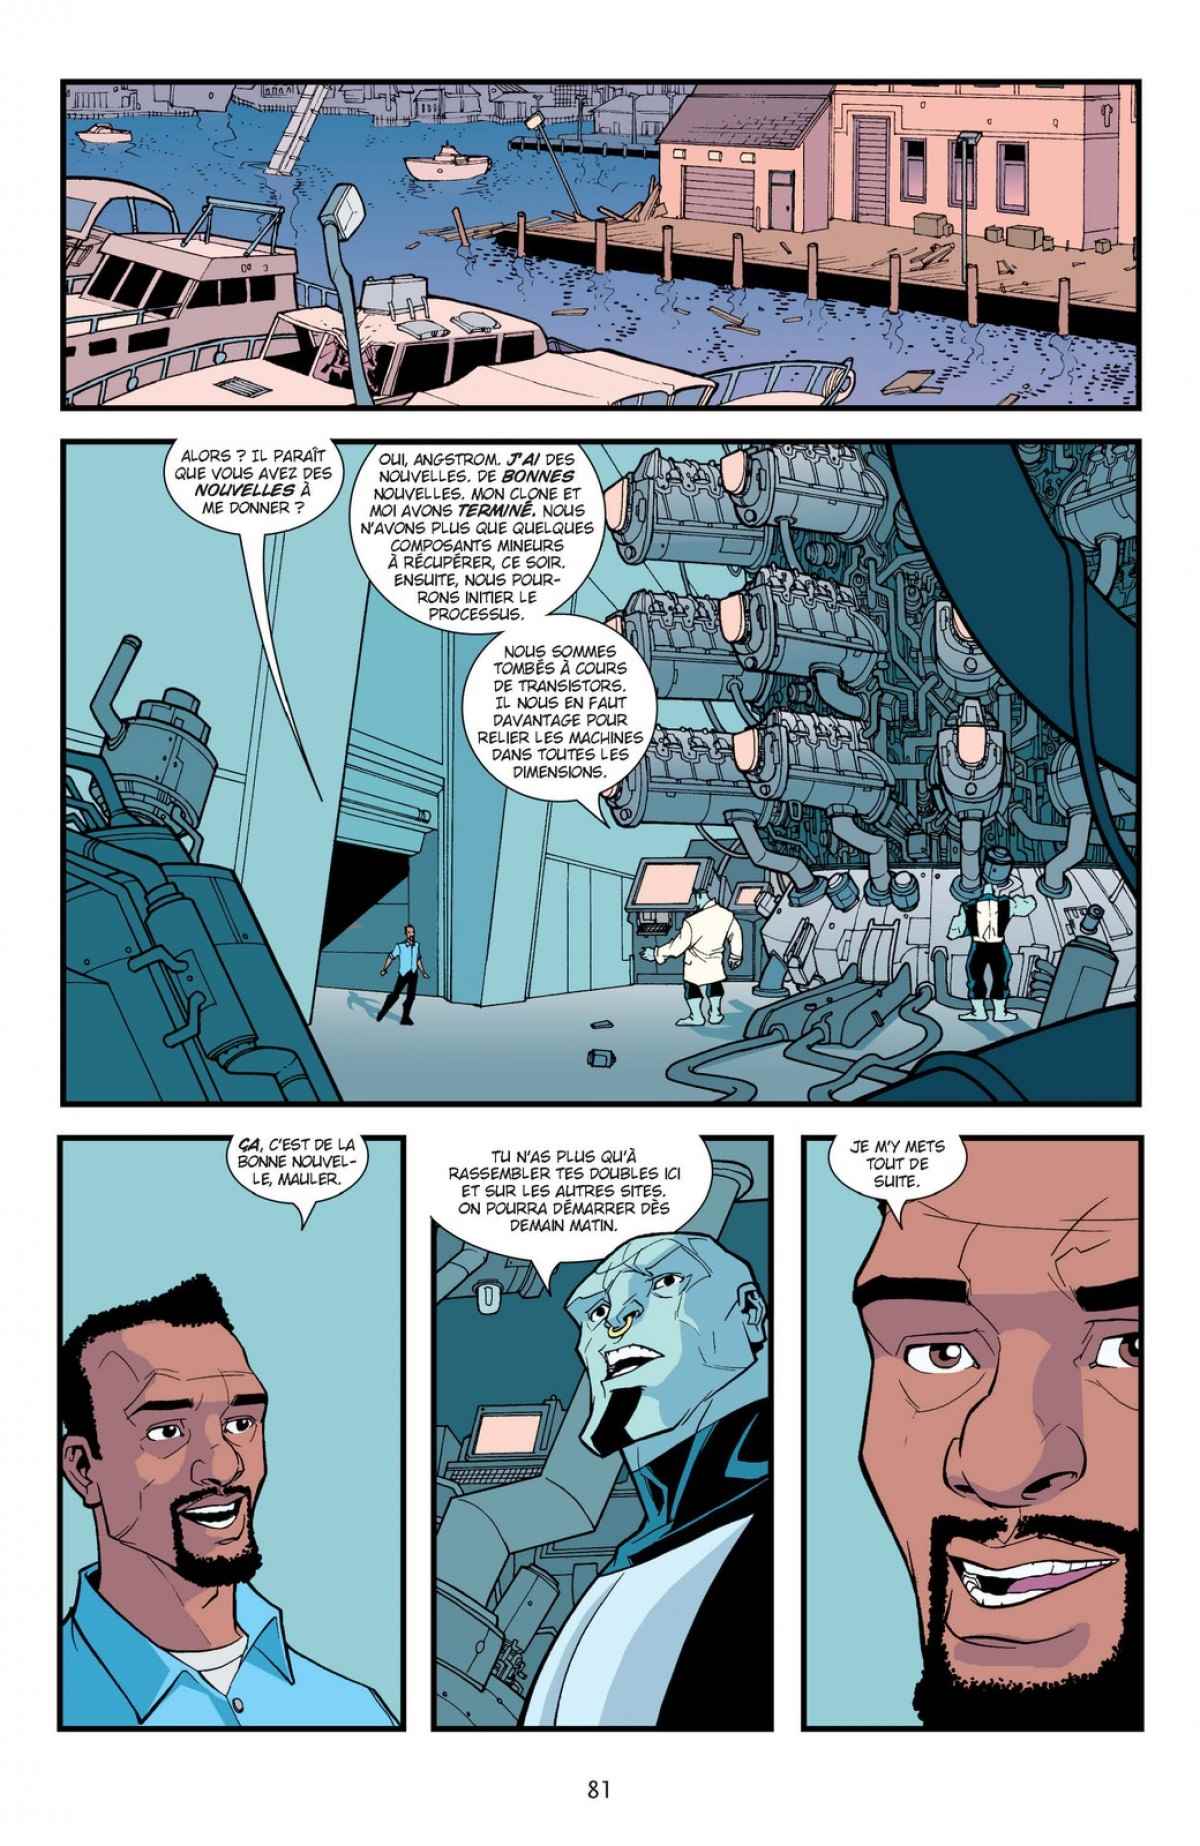 ALORS ? IL PARAÎT
QUE VOUS AVEZ DES
NOUVELLES À
ME DONNER ?
OUI, ANGSTROM. J'AI DES
NOUVELLES. DE BONNES
NOUVELLES. MON CLONE ET
MOI AVONS TERMINÉ. NOUS
N'AVONS PLUS QUE QUELQUES
COMPOSANTS MINEURS
À RÉCUPÉRER, CE SOIR.
ENSUITE, NOUS POUR-
RONS INITIER LE
PROCESSUS.
NOUS SOMMES
TOMBÉS À COURS
DE TRANSISTORS.
IL NOUS EN FAUT
DAVANTAGE POUR
RELIER LES MACHINES
DANS TOUTES LES
DIMENSIONS.
ÇA, C'EST DE LA
BONNE NOUVEL-
LE, MAULER.
TU N'AS PLUS QU'À
RASSEMBLER TES DOUBLES ICI
ET SUR LES AUTRES SITES.
ON POURRA DÉMARRER DÈS
DEMAIN MATIN.
JE M'Y METS
TOUT DE
SUITE.
81